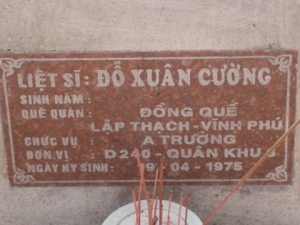 LIỆT SĨ: ĐỖ XUÂN CƯỜNG
SINH NĂM :
QUÊ QUÁN : ĐỒNG QUẾ
LẬP THẠCH - VĨNH PHÚ
CHỨC VỤ : A TRƯỞNG
ĐƠN VỊ : D240 - QUÂN KHU
NGÀY HY SINH: 09 - 04 - 1975